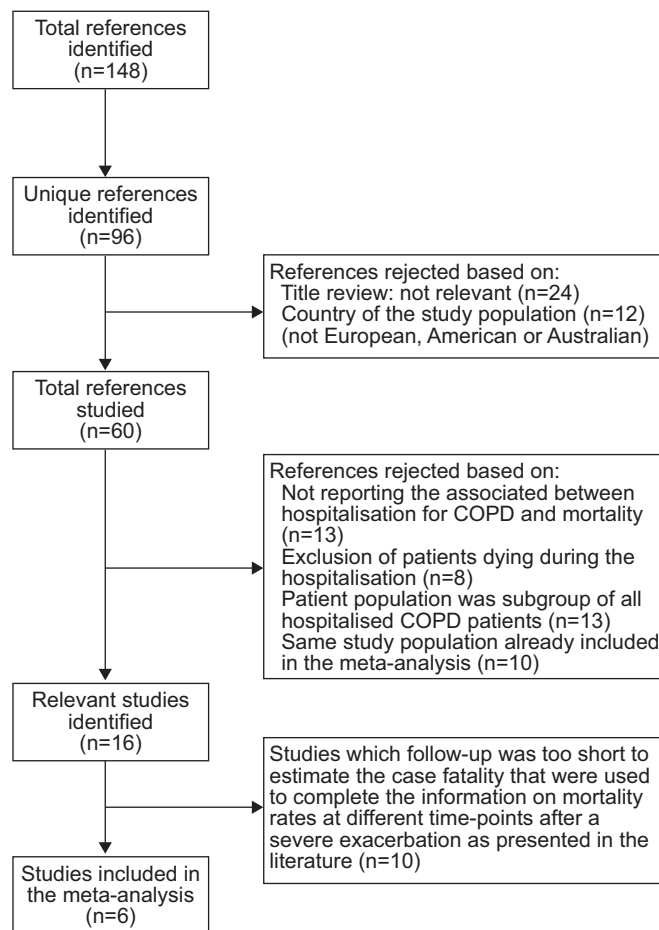 Total references
identified
(n=148)
Unique references
identified
(n=96)
References rejected based on:
Title review: not relevant (n=24)
Country of the study population (n=12)
(not European, American or Australian)
Total references
studied
(n=60)
References rejected based on:
Not reporting the associated between
hospitalisation for COPD and mortality
(n=13)
Exclusion of patients dying during the
hospitalisation (n=8)
Patient population was subgroup of all
hospitalised COPD patients (n=13)
Same study population already included
in the meta-analysis (n=10)
Relevant studies
identified
(n=16)
Studies which follow-up was too short to
estimate the case fatality that were used
to complete the information on mortality
rates at different time-points after a
severe exacerbation as presented in the
literature (n=10)
Studies included in
the meta-analysis
(n=6)